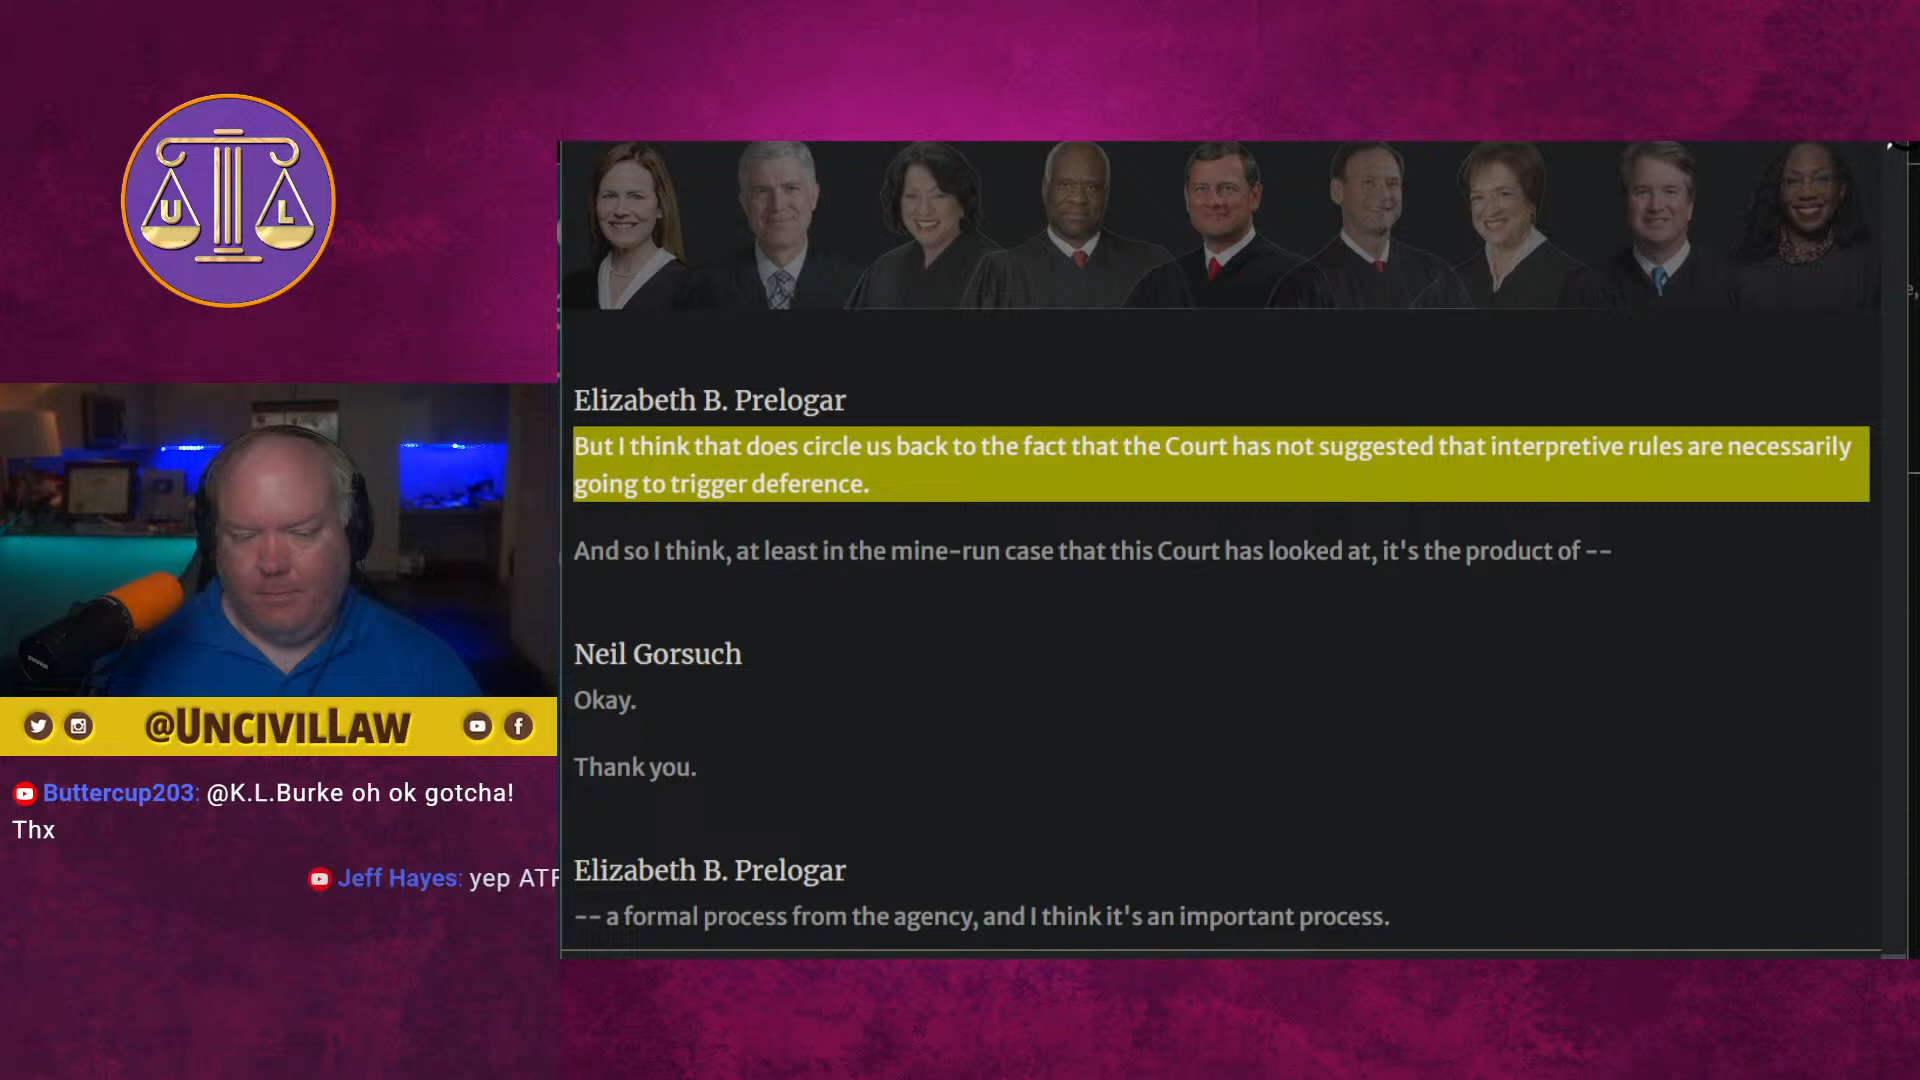 U L
Elizabeth B. Prelogar
But I think that does circle us back to the fact that the Court has not suggested that interpretive rules are necessarily
going to trigger deference.
And so I think, at least in the mine-run case that this Court has looked at, it's the product of --
Neil Gorsuch
Okay.
Thank you.
Elizabeth B. Prelogar
-- a formal process from the agency, and I think it's an important process.
@UNCIVILLAW
Buttercup203: @K.L.Burke oh ok gotcha!
Thx
Jeff Hayes: yep ATF